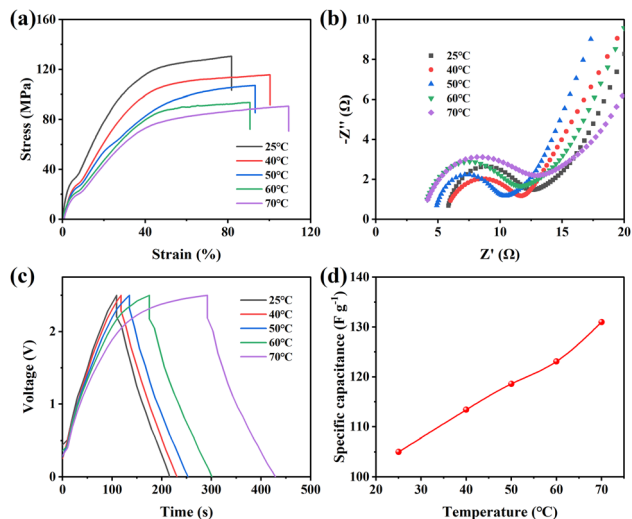 (a)
160
120
80
40
0
Stress (MPa)
0 40 80 120
Strain (%)
25℃
40℃
50℃
60℃
70℃
(b)
10
8
6
4
2
0
-Z'' (Ω)
0 5 10 15 20
Z' (Ω)
25℃
40℃
50℃
60℃
70℃
(c)
2
1
0
Voltage (V)
0 100 200 300 400 500
Time (s)
25℃
40℃
50℃
60℃
70℃
(d)
140
130
120
110
100
Specific capacitance (F g⁻¹)
20 30 40 50 60 70
Temperature (℃)